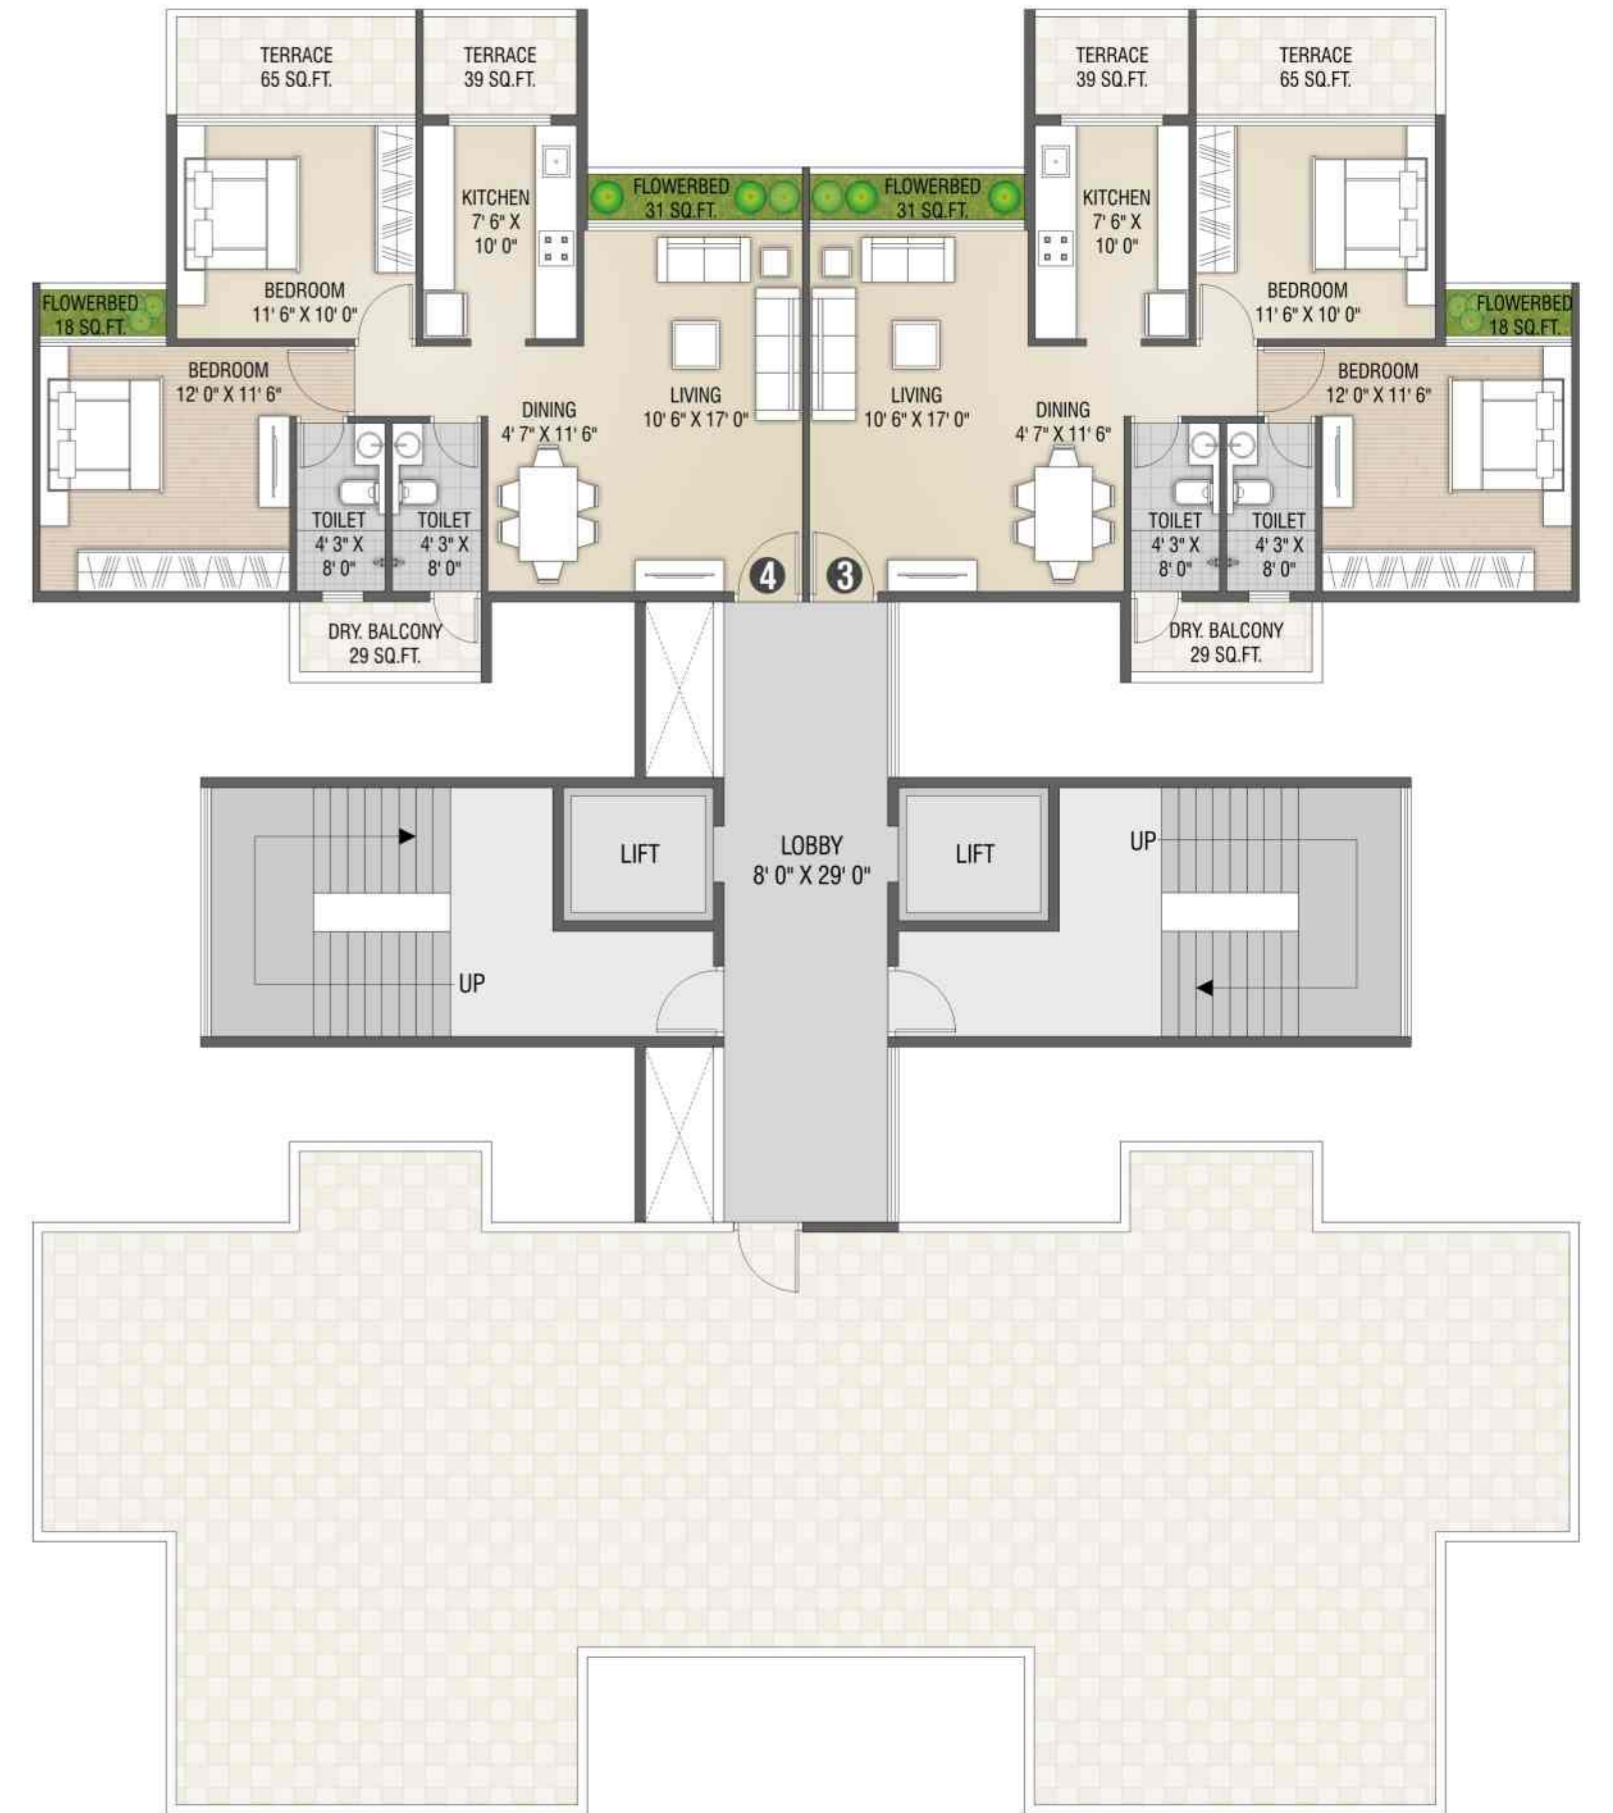 TERRACE
65 SQ.FT.
TERRACE
39 SQ.FT.
TERRACE
39 SQ.FT.
TERRACE
65 SQ.FT.
KITCHEN
7' 6" X
10' 0"
FLOWERBED
31 SQ.FT.
FLOWERBED
31 SQ.FT.
KITCHEN
7' 6" X
10' 0"
BEDROOM
11' 6" X 10' 0"
BEDROOM
11' 6" X 10' 0"
FLOWERBED
18 SQ.FT.
FLOWERBED
18 SQ.FT.
BEDROOM
12' 0" X 11' 6"
DINING
4' 7" X 11' 6"
LIVING
10' 6" X 17' 0"
LIVING
10' 6" X 17' 0"
DINING
4' 7" X 11' 6"
BEDROOM
12' 0" X 11' 6"
TOILET
4' 3" X
8' 0"
TOILET
4' 3" X
8' 0"
4
3
TOILET
4' 3" X
8' 0"
TOILET
4' 3" X
8' 0"
DRY. BALCONY
29 SQ.FT.
DRY. BALCONY
29 SQ.FT.
LIFT
LOBBY
8' 0" X 29' 0"
LIFT
UP
UP